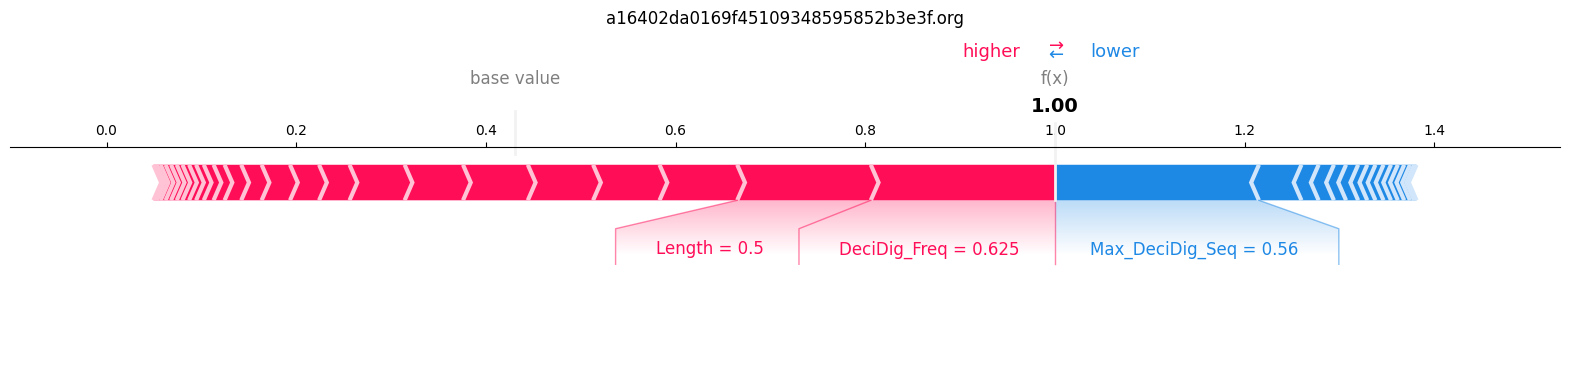 a16402da0169f45109348595852b3e3f.org
higher → ← lower
base value f(x)
1.00
0.0 0.2 0.4 0.6 0.8 1.0 1.2 1.4
Length = 0.5 DeciDig_Freq = 0.625 Max_DeciDig_Seq = 0.56